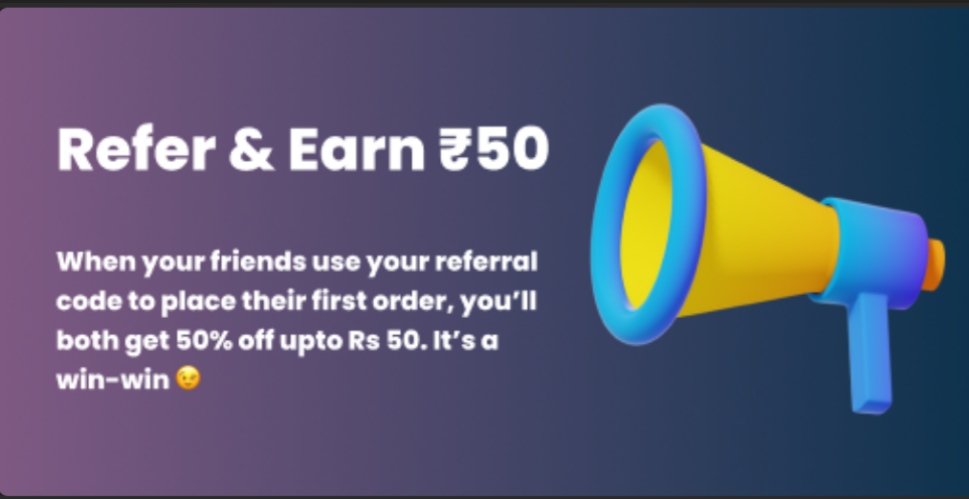 Refer & Earn ₹50
When your friends use your referral
code to place their first order, you’ll
both get 50% off upto Rs 50. It’s a
win-win 😉